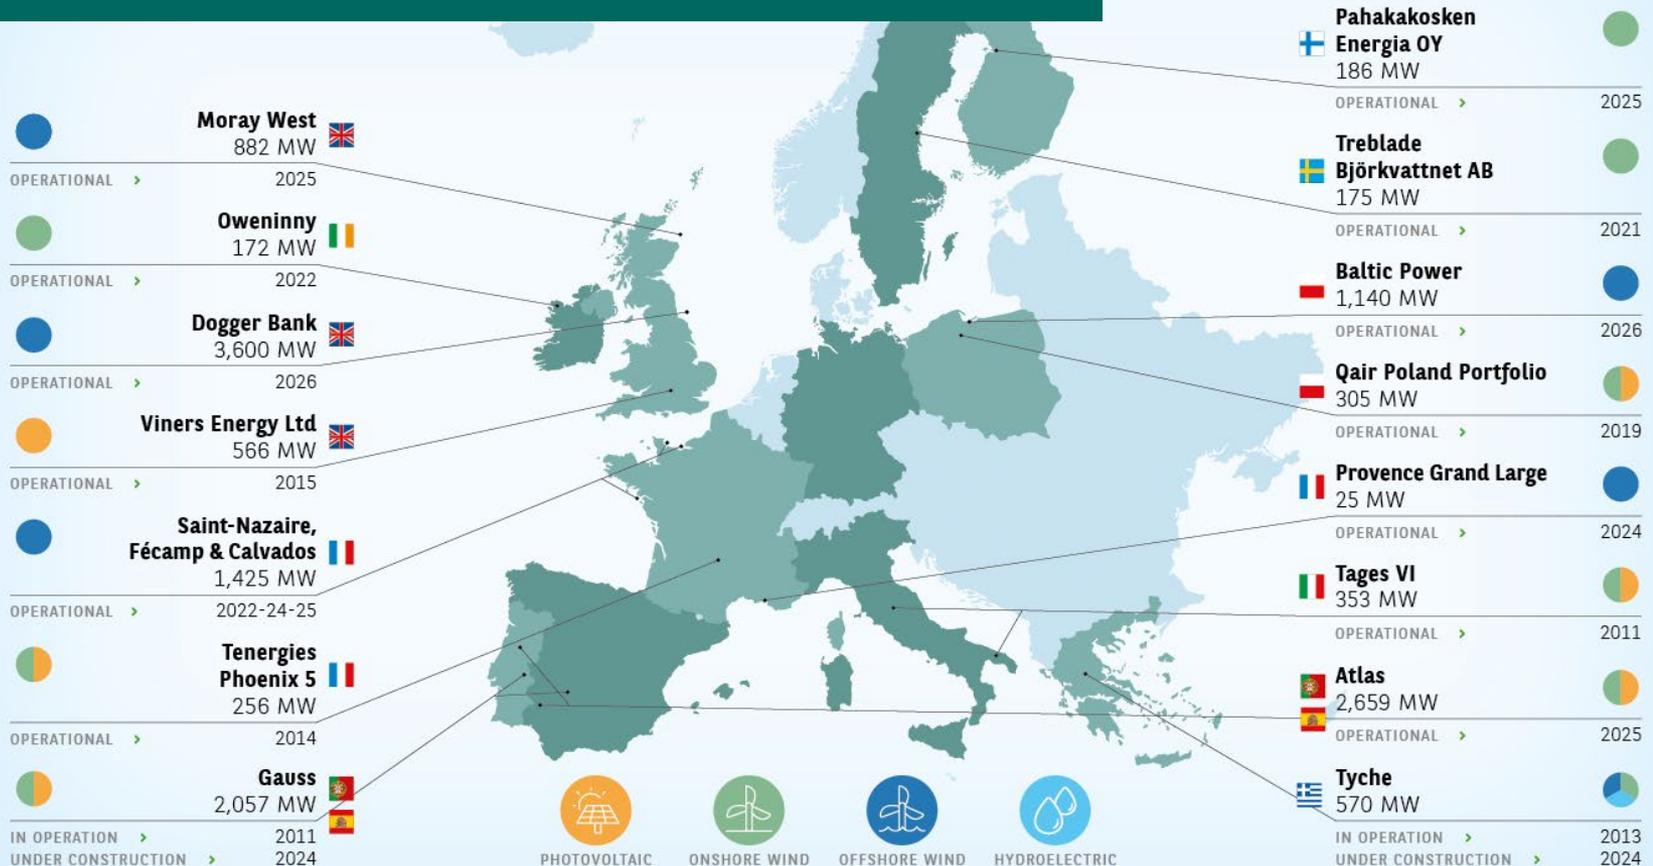 Moray West
882 MW
OPERATIONAL > 2025
Oweninny
172 MW
OPERATIONAL > 2022
Dogger Bank
3,600 MW
OPERATIONAL > 2026
Viners Energy Ltd
566 MW
OPERATIONAL > 2015
Saint-Nazaire,
Fécamp & Calvados
1,425 MW
OPERATIONAL > 2022-24-25
Tenergies
Phoenix 5
256 MW
OPERATIONAL > 2014
Gauss
2,057 MW
IN OPERATION > 2011
UNDER CONSTRUCTION > 2024
PHOTOVOLTAIC
ONSHORE WIND
OFFSHORE WIND
HYDROELECTRIC
Pahakakosken
Energia OY
186 MW
OPERATIONAL > 2025
Treblade
Björkvattnet AB
175 MW
OPERATIONAL > 2021
Baltic Power
1,140 MW
OPERATIONAL > 2026
Qair Poland Portfolio
305 MW
OPERATIONAL > 2019
Provence Grand Large
25 MW
OPERATIONAL > 2024
Tages VI
353 MW
OPERATIONAL > 2011
Atlas
2,659 MW
OPERATIONAL > 2025
Tyche
570 MW
IN OPERATION > 2013
UNDER CONSTRUCTION > 2024